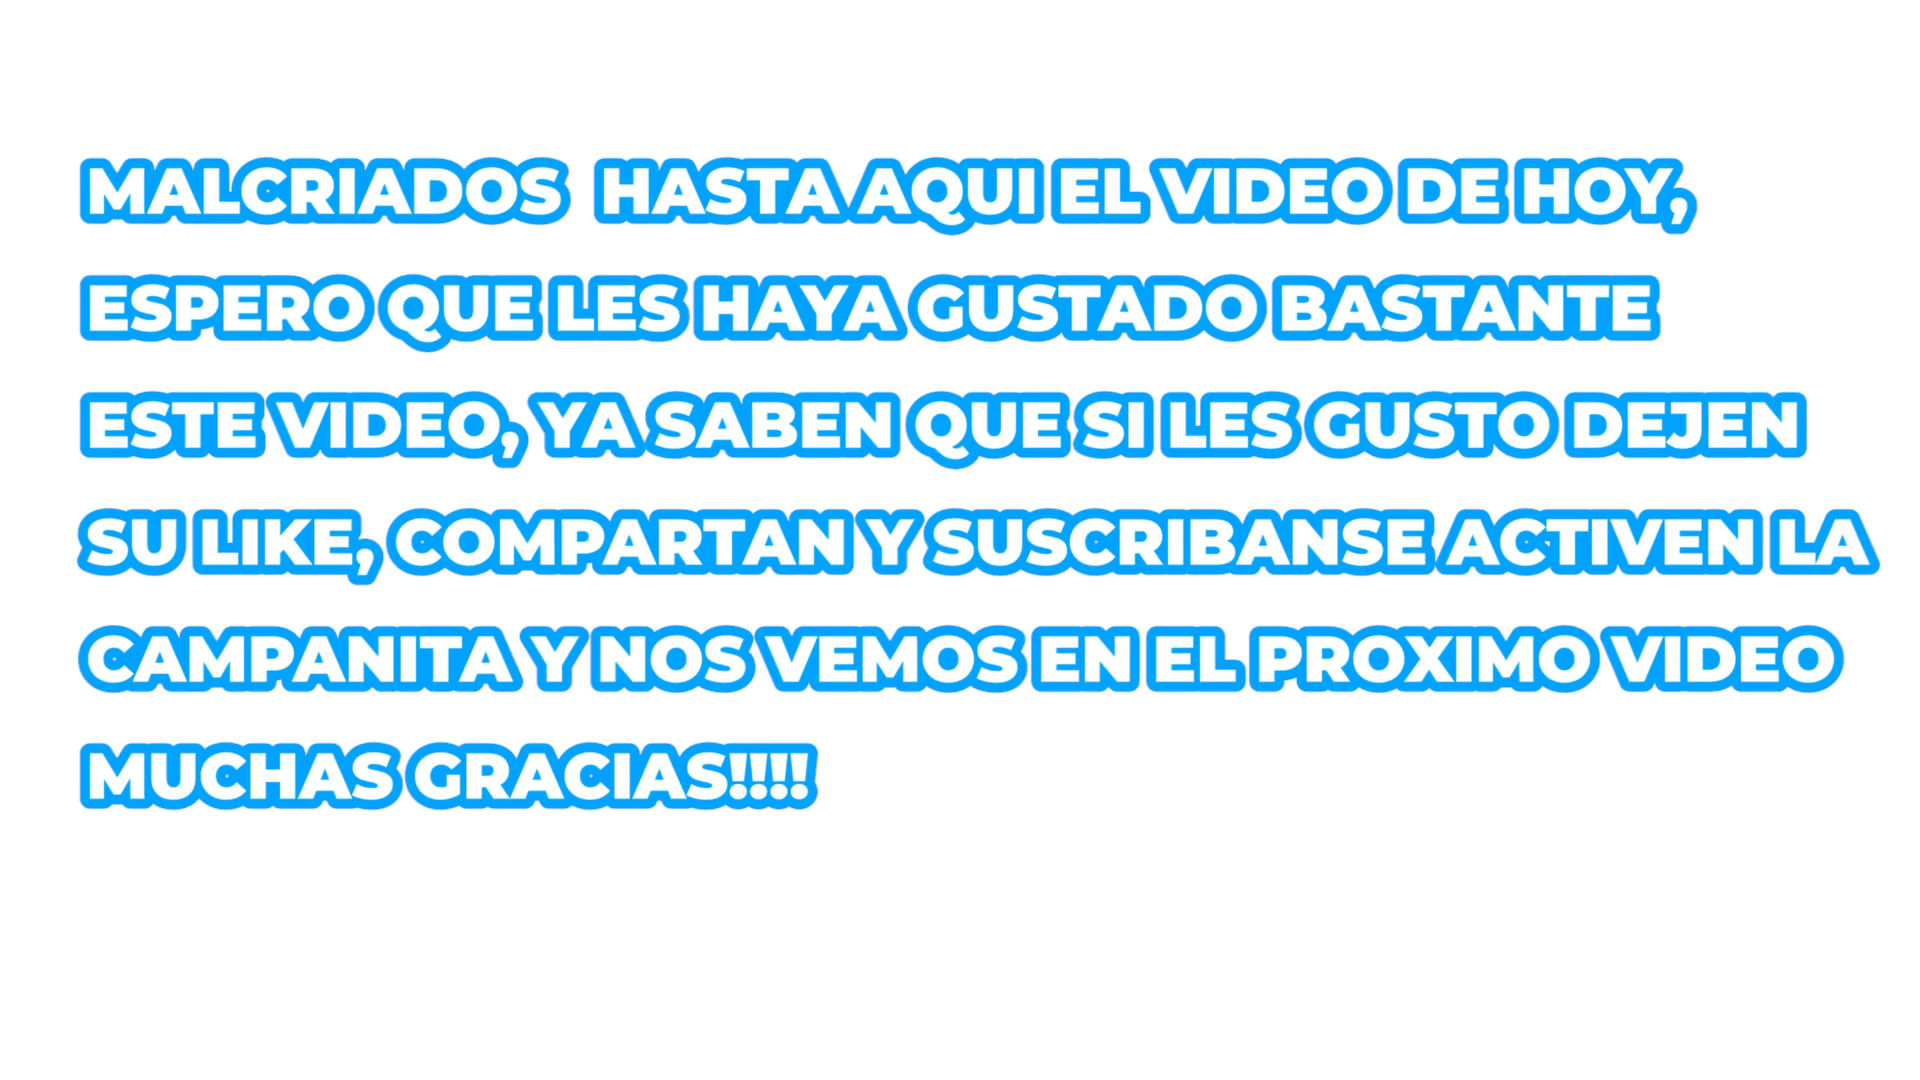 MALCRIADOS  HASTA AQUI EL VIDEO DE HOY,
ESPERO QUE LES HAYA GUSTADO BASTANTE
ESTE VIDEO, YA SABEN QUE SI LES GUSTO DEJEN
SU LIKE, COMPARTAN Y SUSCRIBANSE ACTIVEN LA
CAMPANITA Y NOS VEMOS EN EL PROXIMO VIDEO
MUCHAS GRACIAS!!!!